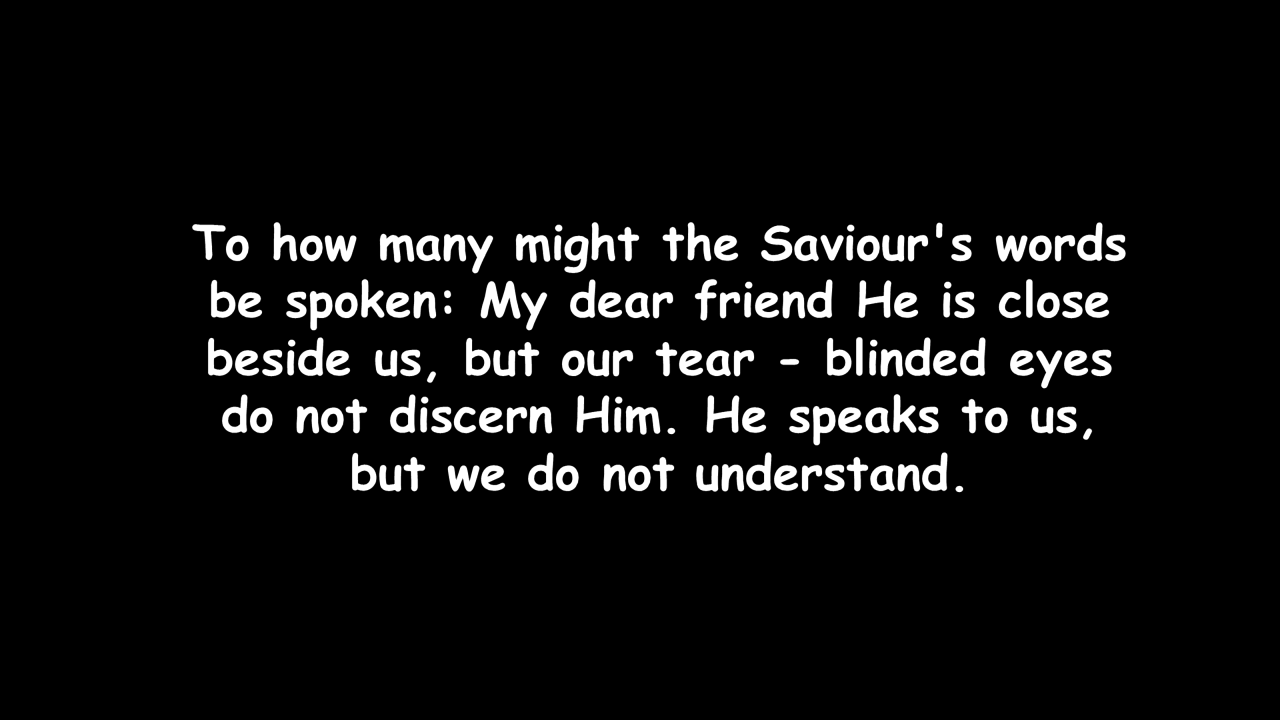 To how many might the Saviour's words
be spoken: My dear friend He is close
beside us, but our tear - blinded eyes
do not discern Him. He speaks to us,
but we do not understand.